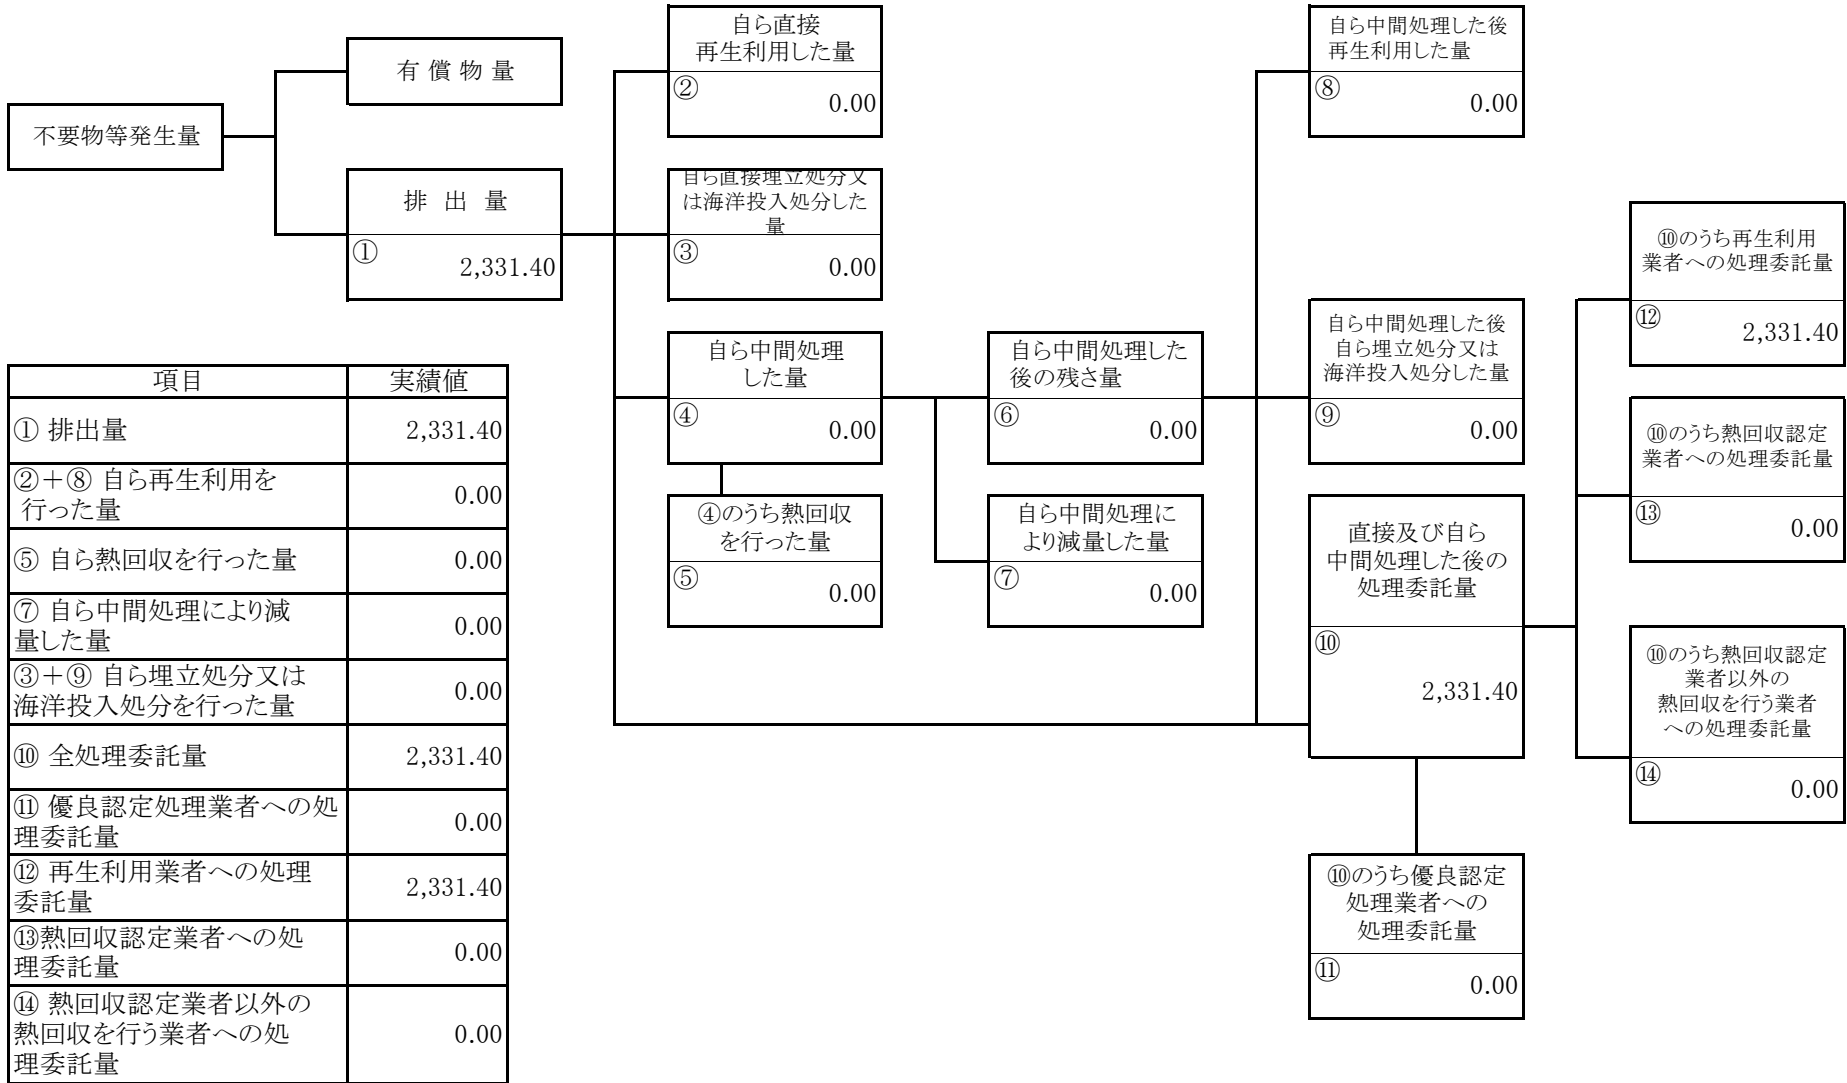 不要物等発生量
有 償 物 量
排 出 量
①
2,331.40
自ら直接
再生利用した量
②
0.00
自ら直接埋立処分又
は海洋投入処分した
量
③
0.00
自ら中間処理
した量
④
0.00
④のうち熱回収
を行った量
⑤
0.00
自ら中間処理した
後の残さ量
⑥
0.00
自ら中間処理に
より減量した量
⑦
0.00
自ら中間処理した後
再生利用した量
⑧
0.00
自ら中間処理した後
自ら埋立処分又は
海洋投入処分した量
⑨
0.00
直接及び自ら
中間処理した後の
処理委託量
⑩
2,331.40
⑩のうち優良認定
処理業者への
処理委託量
⑪
0.00
⑩のうち再生利用
業者への処理委託量
⑫
2,331.40
⑩のうち熱回収認定
業者への処理委託量
⑬
0.00
⑩のうち熱回収認定
業者以外の
熱回収を行う業者
への処理委託量
⑭
0.00
項目 実績値
① 排出量 2,331.40
②+⑧ 自ら再生利用を
行った量 0.00
⑤ 自ら熱回収を行った量 0.00
⑦ 自ら中間処理により減
量した量 0.00
③+⑨ 自ら埋立処分又は
海洋投入処分を行った量 0.00
⑩ 全処理委託量 2,331.40
⑪ 優良認定処理業者への処
理委託量 0.00
⑫ 再生利用業者への処理
委託量 2,331.40
⑬熱回収認定業者への処
理委託量 0.00
⑭ 熱回収認定業者以外の
熱回収を行う業者への処
理委託量 0.00